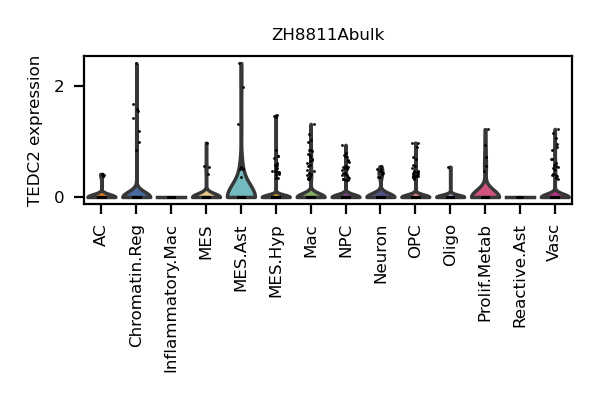 ZH8811Abulk
TEDC2 expression
2
0
AC
Chromatin.Reg
Inflammatory.Mac
MES
MES.Ast
MES.Hyp
Mac
NPC
Neuron
OPC
Oligo
Prolif.Metab
Reactive.Ast
Vasc